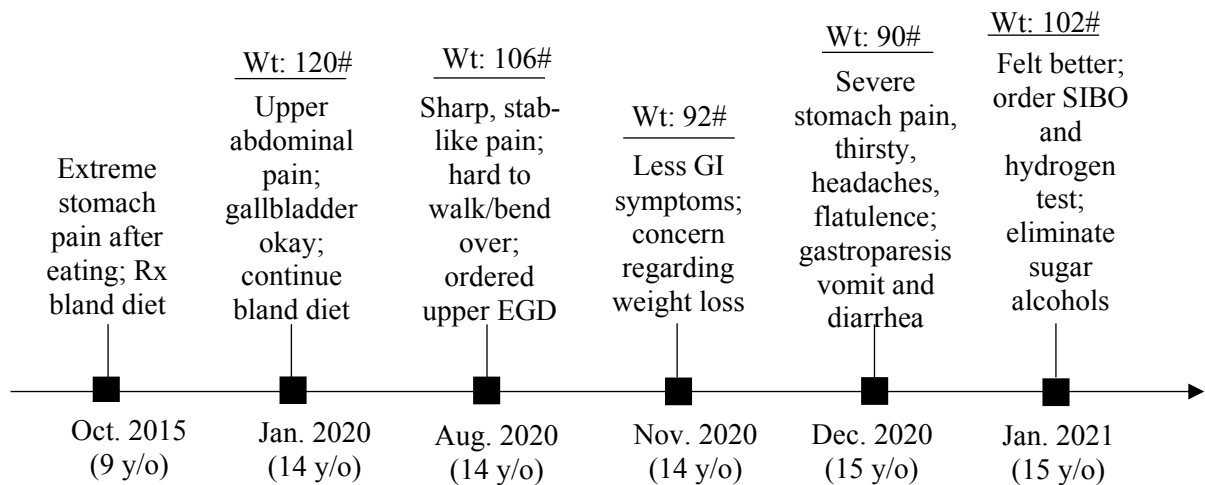 Extreme
stomach
pain after
eating; Rx
bland diet
Oct. 2015
(9 y/o)
Wt: 120#
Upper
abdominal
pain;
gallbladder
okay;
continue
bland diet
Jan. 2020
(14 y/o)
Wt: 106#
Sharp, stab-
like pain;
hard to
walk/bend
over;
ordered
upper EGD
Aug. 2020
(14 y/o)
Wt: 92#
Less GI
symptoms;
concern
regarding
weight loss
Nov. 2020
(14 y/o)
Wt: 90#
Severe
stomach pain,
thirsty,
headaches,
flatulence;
gastroparesis
vomit and
diarrhea
Dec. 2020
(15 y/o)
Wt: 102#
Felt better;
order SIBO
and
hydrogen
test;
eliminate
sugar
alcohols
Jan. 2021
(15 y/o)